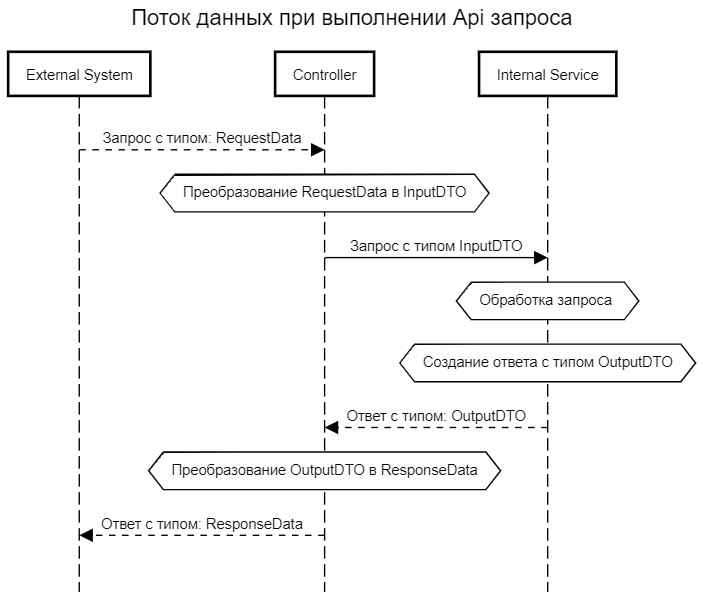 Поток данных при выполнении Api запроса
External System
Controller
Internal Service
Запрос с типом: RequestData
Преобразование RequestData в InputDTO
Запрос с типом InputDTO
Обработка запроса
Создание ответа с типом OutputDTO
Ответ с типом: OutputDTO
Преобразование OutputDTO в ResponseData
Ответ с типом: ResponseData